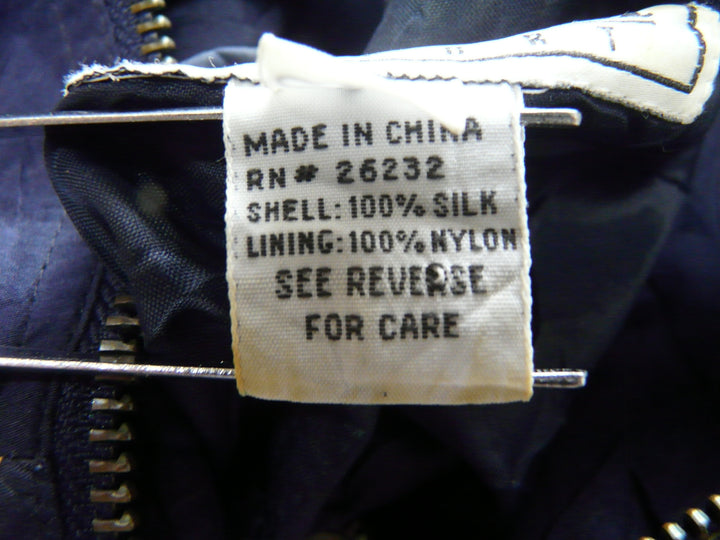 MADE IN CHINA
RN# 26232
SHELL: 100% SILK
LINING: 100% NYLON
SEE REVERSE
FOR CARE